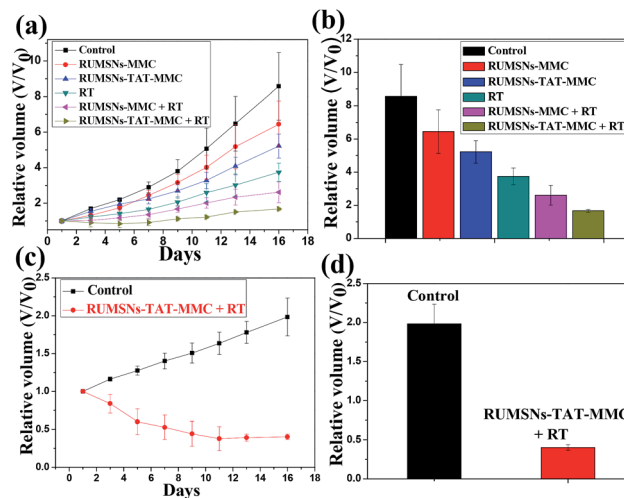 (a)
Relative volume (V/V0)
10
8
6
4
2
Control
RUMSNs-MMC
RUMSNs-TAT-MMC
RT
RUMSNs-MMC + RT
RUMSNs-TAT-MMC + RT
0 2 4 6 8 10 12 14 16 18
Days
(b)
Relative volume (V/V0)
12
10
8
6
4
2
0
Control
RUMSNs-MMC
RUMSNs-TAT-MMC
RT
RUMSNs-MMC + RT
RUMSNs-TAT-MMC + RT
(c)
Relative volume (V/V0)
2.5
2.0
1.5
1.0
0.5
0.0
Control
RUMSNs-TAT-MMC + RT
0 2 4 6 8 10 12 14 16 18
Days
(d)
Relative volume (V/V0)
2.5
2.0
1.5
1.0
0.5
0.0
Control
RUMSNs-TAT-MMC
+ RT